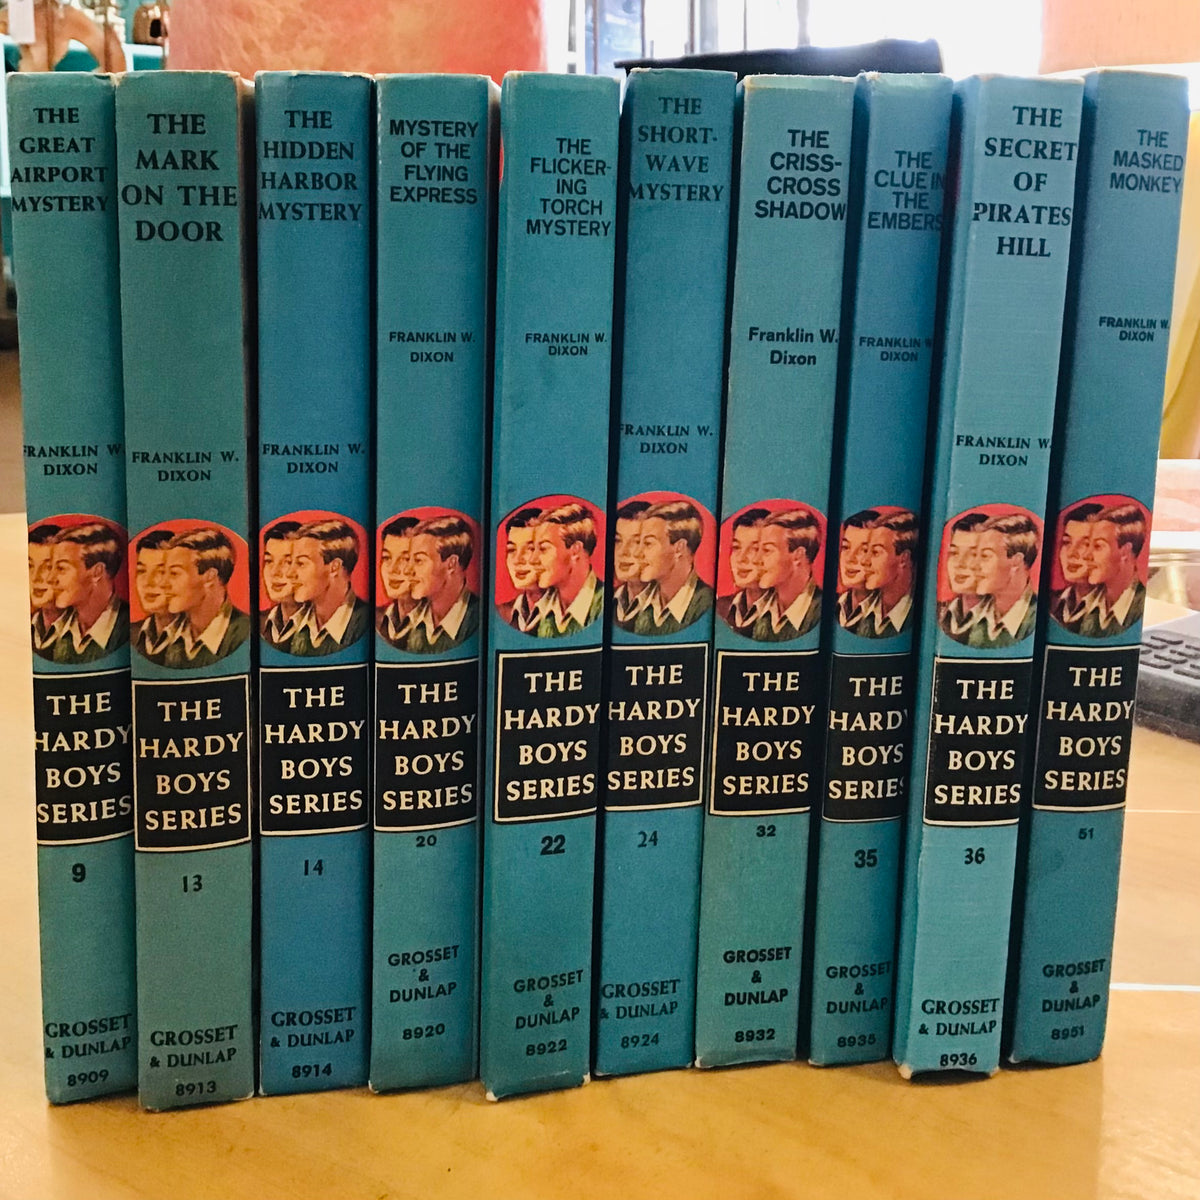 THE
GREAT
AIRPORT
MYSTERY
FRANKLIN W.
DIXON
THE
HARDY
BOYS
SERIES
9
GROSSET
& DUNLAP
8909
THE
MARK
ON THE
DOOR
FRANKLIN W.
DIXON
THE
HARDY
BOYS
SERIES
13
GROSSET
& DUNLAP
8913
THE
HIDDEN
HARBOR
MYSTERY
FRANKLIN W.
DIXON
THE
HARDY
BOYS
SERIES
14
GROSSET
& DUNLAP
8914
MYSTERY
OF THE
FLYING
EXPRESS
FRANKLIN W.
DIXON
THE
HARDY
BOYS
SERIES
20
GROSSET
&
DUNLAP
8920
THE
FLICKER-
ING
TORCH
MYSTERY
FRANKLIN W.
DIXON
THE
HARDY
BOYS
SERIES
22
GROSSET
&
DUNLAP
8922
THE
SHORT-
WAVE
MYSTERY
FRANKLIN W.
DIXON
THE
HARDY
BOYS
SERIES
24
GROSSET
& DUNLAP
8924
THE
CRISS-
CROSS
SHADOW
Franklin W.
Dixon
THE
HARDY
BOYS
SERIES
32
GROSSET
&
DUNLAP
8932
THE
CLUE IN
THE
EMBERS
FRANKLIN W.
DIXON
THE
HARDY
BOYS
SERIES
35
GROSSET
&
DUNLAP
8935
THE
SECRET
OF
PIRATES
HILL
FRANKLIN W.
DIXON
THE
HARDY
BOYS
SERIES
36
GROSSET
& DUNLAP
8936
THE
MASKED
MONKEY
FRANKLIN W.
DIXON
THE
HARDY
BOYS
SERIES
51
GROSSET
&
DUNLAP
8951